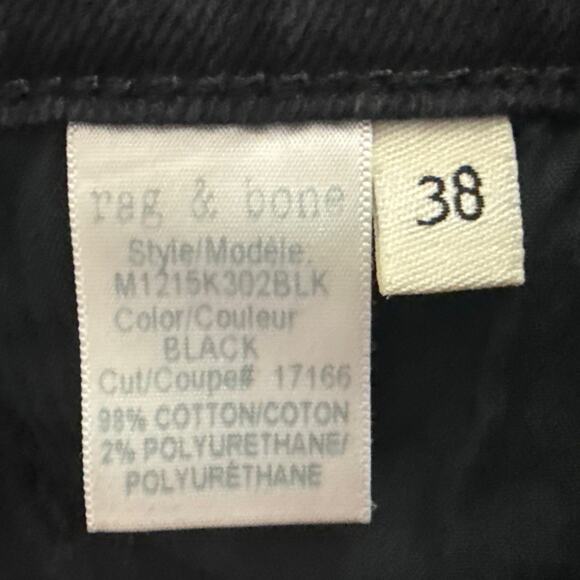 rag & bone
Style/Modèle.
M1215K302BLK
Color/Couleur
BLACK
Cut/Coupe# 17166
98% COTTON/COTON
2% POLYURETHANE/
POLYURÉTHANE
38